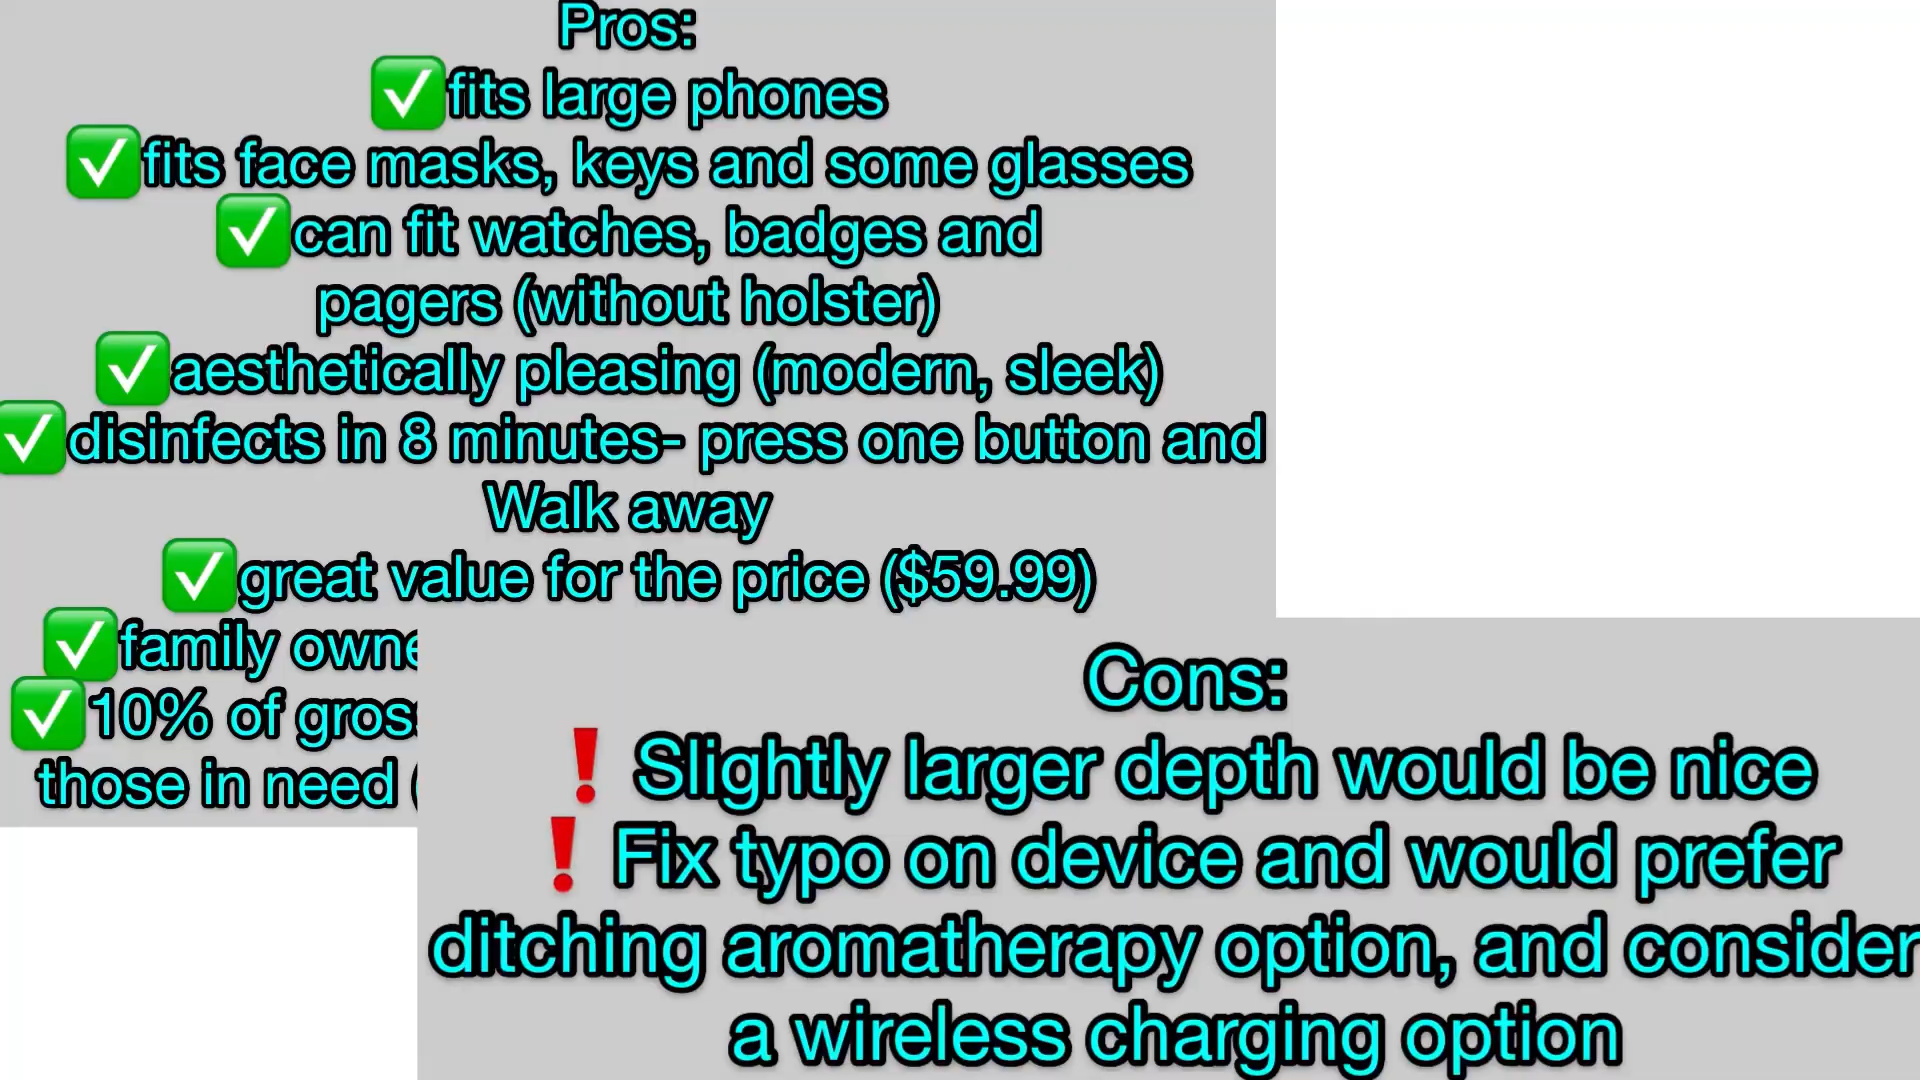 Pros:
✅fits large phones
✅fits face masks, keys and some glasses
✅can fit watches, badges and
pagers (without holster)
✅aesthetically pleasing (modern, sleek)
✅disinfects in 8 minutes- press one button and
Walk away
✅great value for the price ($59.99)
✅family
✅10% of
those in need
Cons:
❗Slightly larger depth would be nice
❗Fix typo on device and would prefer
ditching aromatherapy option, and consider
a wireless charging option